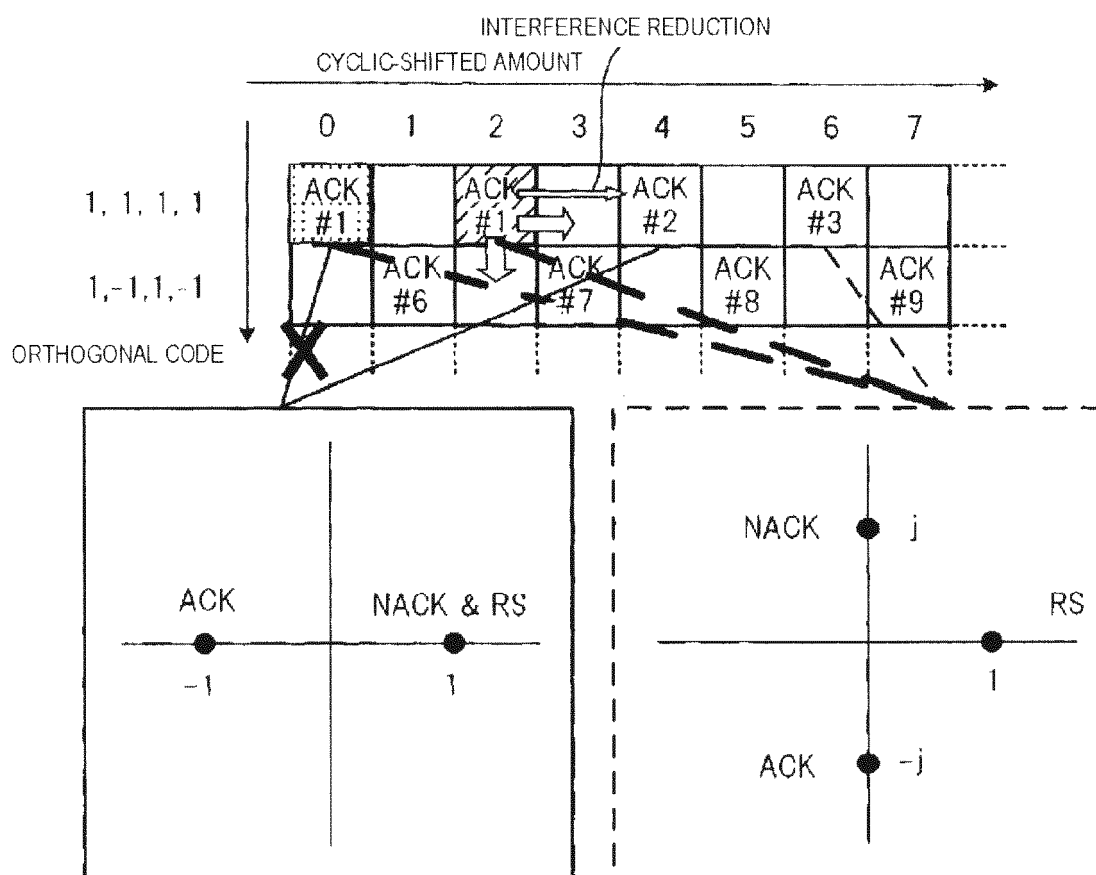 INTERFERENCE REDUCTION
CYCLIC-SHIFTED AMOUNT
0 1 2 3 4 5 6 7
1, 1, 1, 1
ACK #1
ACK #1
ACK #2
ACK #3
1,-1,1,-1
ACK #6
ACK #7
ACK #8
ACK #9
ORTHOGONAL CODE
ACK
NACK & RS
-1
1
NACK
j
RS
1
ACK
-j